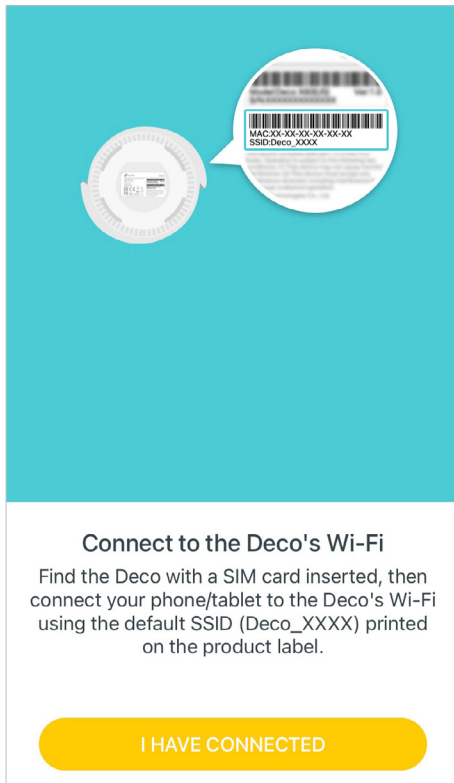 MAC:XX-XX-XX-XX-XX-XX
SSID:Deco_XXXX
Connect to the Deco's Wi-Fi
Find the Deco with a SIM card inserted, then
connect your phone/tablet to the Deco's Wi-Fi
using the default SSID (Deco_XXXX) printed
on the product label.
I HAVE CONNECTED